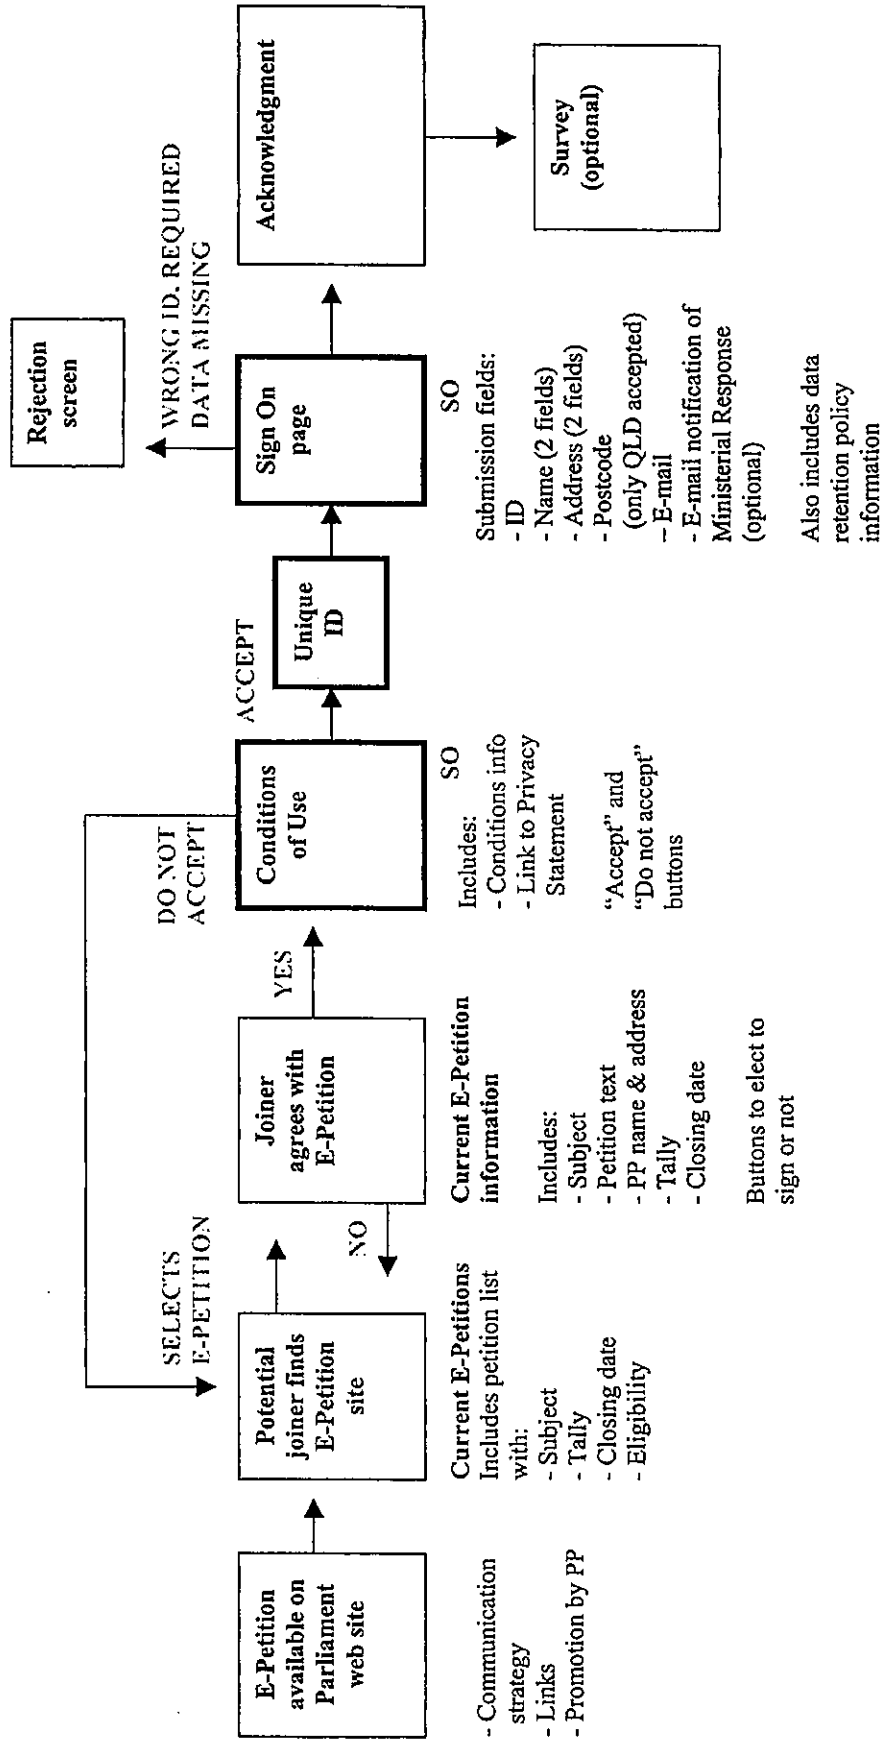 E-Petition
available on
Parliament
web site
- Communication
strategy
- Links
- Promotion by PP
SELECTS
E-PETITION
Potential
joiner finds
E-Petition
site
Current E-Petitions
Includes petition list
with:
- Subject
- Tally
- Closing date
- Eligibility
NO
Joiner
agrees with
E-Petition
YES
Current E-Petition
information
Includes:
- Subject
- Petition text
- PP name & address
- Tally
- Closing date
Buttons to elect to
sign or not
DO NOT
ACCEPT
Conditions
of Use
SO
Includes:
- Conditions info
- Link to Privacy
Statement
“Accept” and
“Do not accept”
buttons
ACCEPT
Unique
ID
Rejection
screen
WRONG ID, REQUIRED
DATA MISSING
Sign On
page
SO
Submission fields:
- ID
- Name (2 fields)
- Address (2 fields)
- Postcode
(only QLD accepted)
– E-mail
- E-mail notification of
Ministerial Response
(optional)
Also includes data
retention policy
information
Acknowledgment
Survey
(optional)